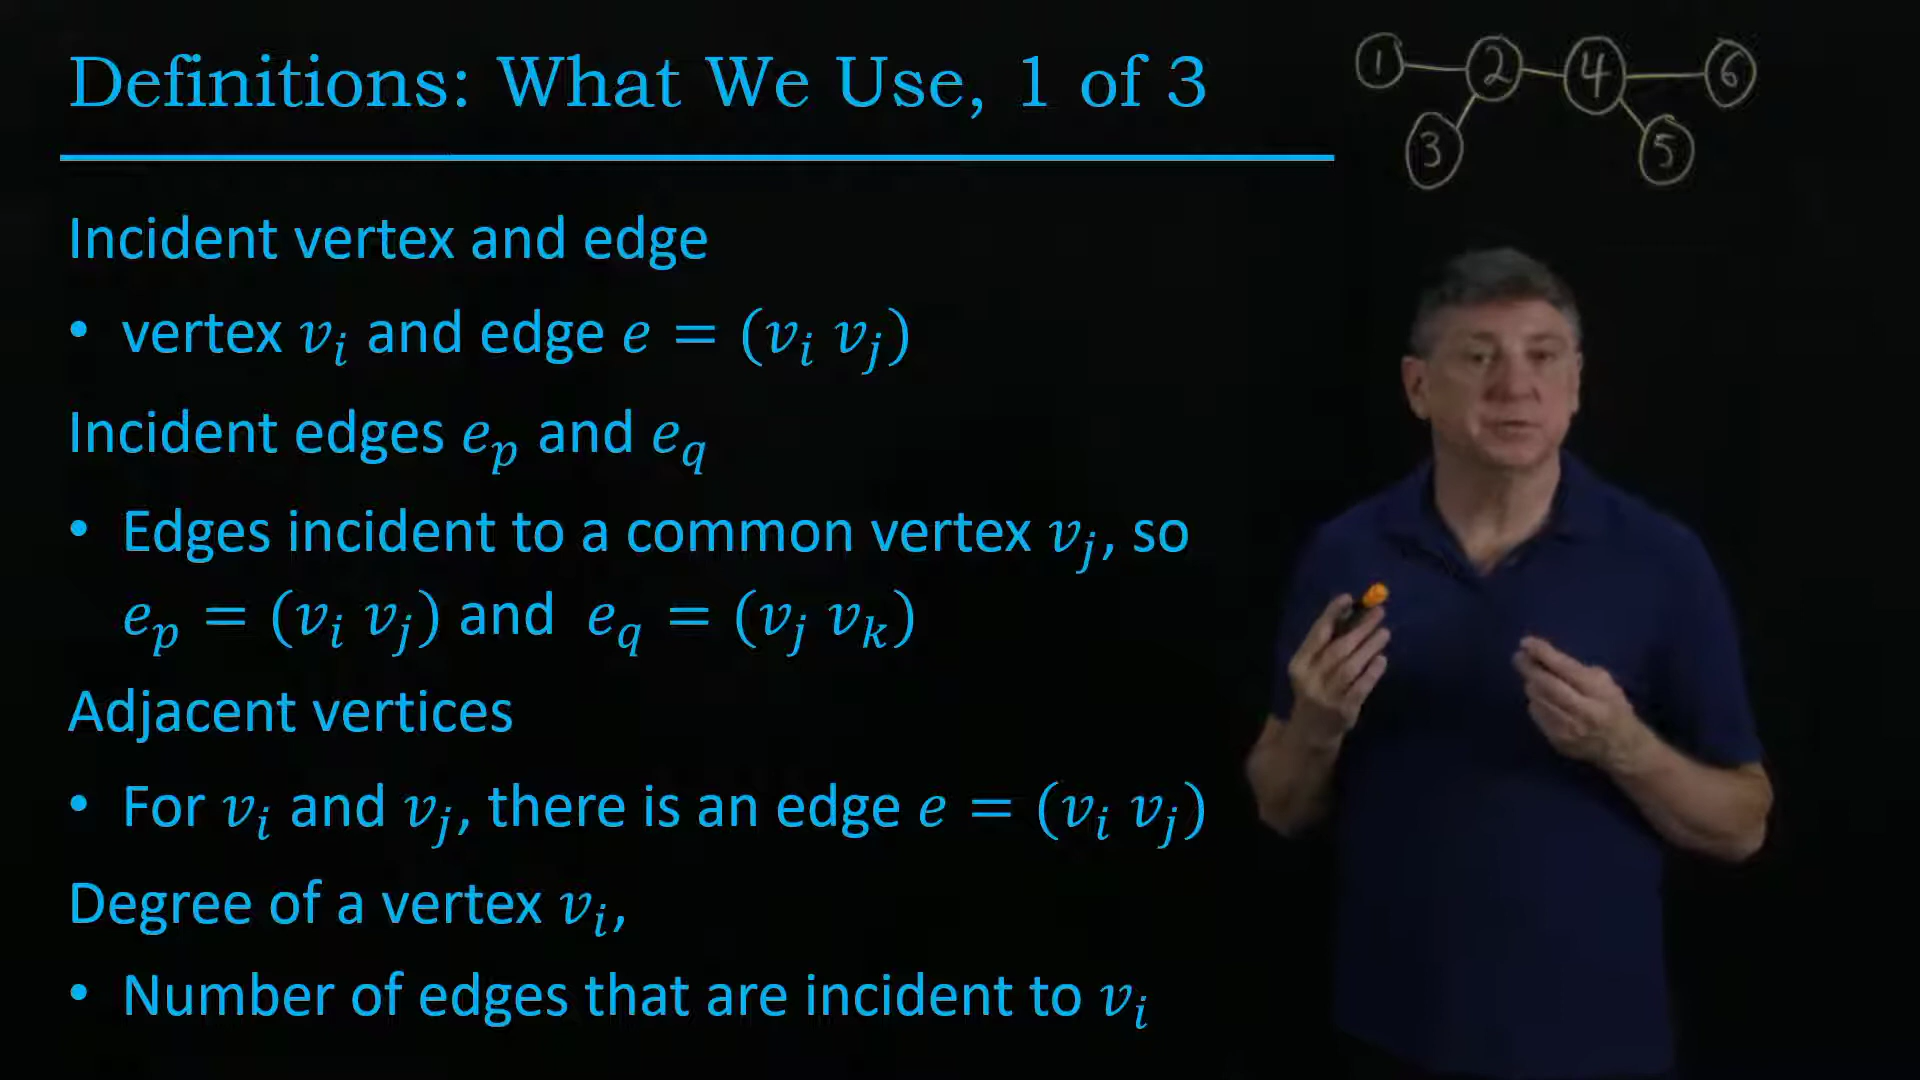 Definitions: What We Use, 1 of 3
1 2 4 6
3 5
Incident vertex and edge
• vertex vᵢ and edge e = (vᵢ vⱼ)
Incident edges eₚ and e_q
• Edges incident to a common vertex vⱼ, so
eₚ = (vᵢ vⱼ) and e_q = (vⱼ vₖ)
Adjacent vertices
• For vᵢ and vⱼ, there is an edge e = (vᵢ vⱼ)
Degree of a vertex vᵢ,
• Number of edges that are incident to vᵢ